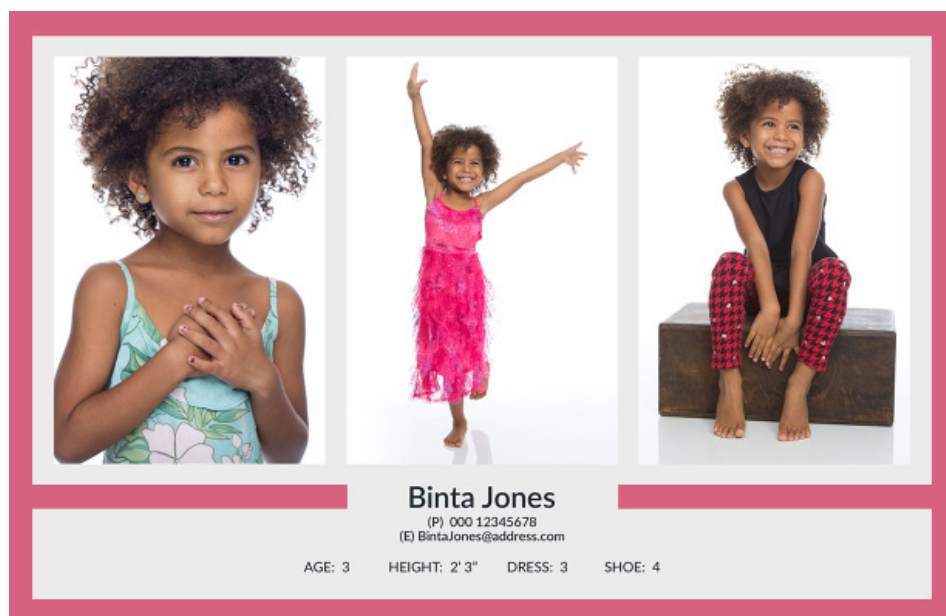 Binta Jones
(P) 000 12345678
(E) BintaJones@address.com
AGE: 3 HEIGHT: 2' 3" DRESS: 3 SHOE: 4